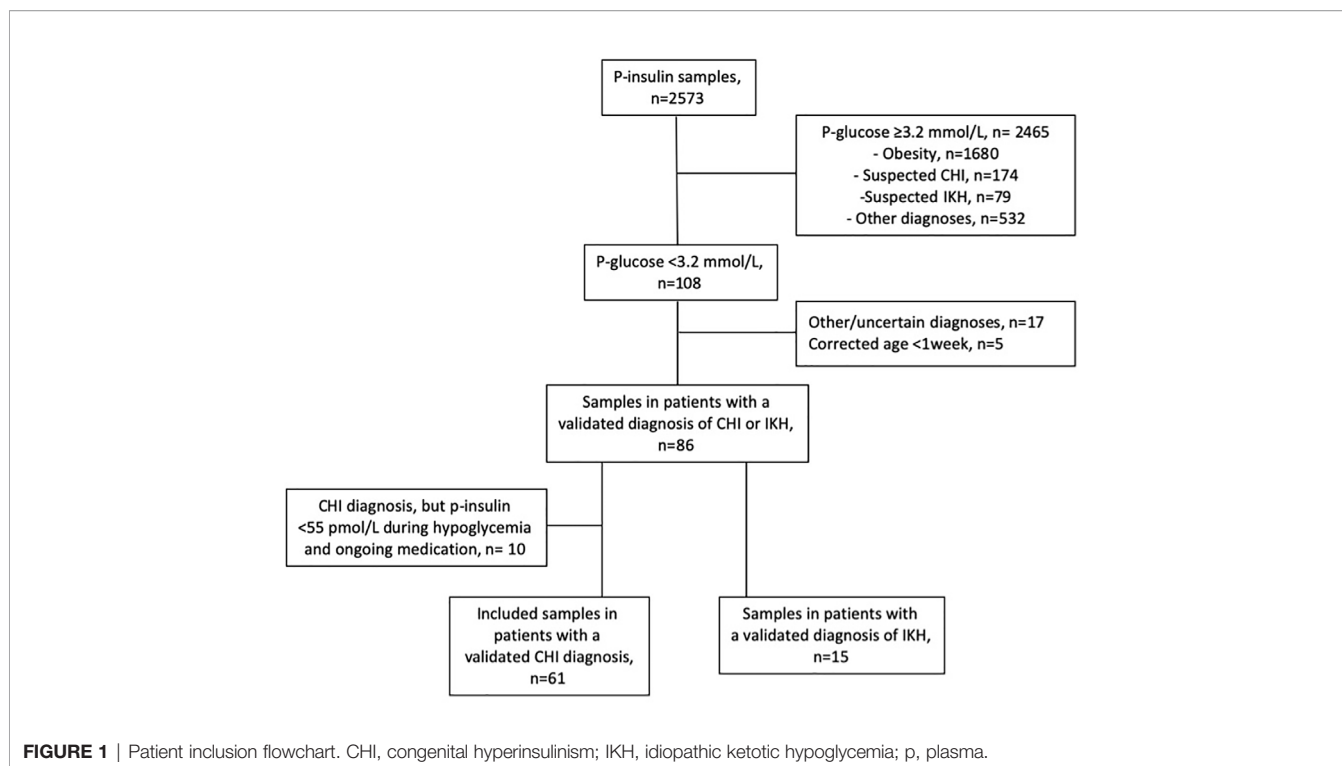 P-insulin samples,
n=2573
P-glucose ≥3.2 mmol/L, n= 2465
- Obesity, n=1680
- Suspected CHI, n=174
-Suspected IKH, n=79
- Other diagnoses, n=532
P-glucose <3.2 mmol/L,
n=108
Other/uncertain diagnoses, n=17
Corrected age <1week, n=5
Samples in patients with a
validated diagnosis of CHI or IKH,
n=86
CHI diagnosis, but p-insulin
<55 pmol/L during hypoglycemia
and ongoing medication, n= 10
Included samples in
patients with a
validated CHI diagnosis,
n=61
Samples in patients with
a validated diagnosis of IKH,
n=15
FIGURE 1 | Patient inclusion flowchart. CHI, congenital hyperinsulinism; IKH, idiopathic ketotic hypoglycemia; p, plasma.